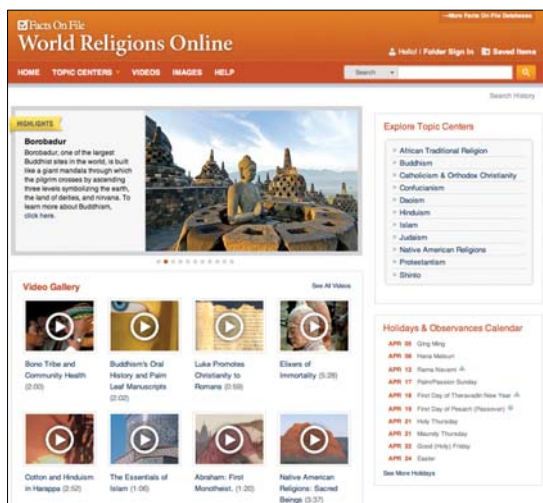 —More Facts On File Databases
Facts On File
World Religions Online
Hello! | Folder Sign In Saved Items
HOME TOPIC CENTERS VIDEOS IMAGES HELP
Search
Search History
HIGHLIGHTS
Borobadur
Borobadur, one of the largest
Buddhist sites in the world, is built
like a giant mandala through which
the pilgrim crosses by ascending
three levels symbolizing the earth,
the land of deities, and nirvana. To
learn more about Buddhism,
click here.
Explore Topic Centers
» African Traditional Religion
» Buddhism
» Catholicism & Orthodox Christianity
» Confucianism
» Daoism
» Hinduism
» Islam
» Judaism
» Native American Religions
» Protestantism
» Shinto
Video Gallery
See All Videos
Bono Tribe and
Community Health
(2:00)
Buddhism's Oral
History and Palm
Leaf Manuscripts
(2:02)
Luke Promotes
Christianity to
Romans (0:59)
Elixers of
Immortality (5:28)
Cotton and Hinduism
in Harappa (2:52)
The Essentials of
Islam (1:06)
Abraham: First
Monotheist. (1:20)
Native American
Religions: Sacred
Beings (3:37)
Holidays & Observances Calendar
APR 05 Qing Ming
APR 08 Hana Matsuri
APR 12 Rama Navami
APR 17 Palm/Passion Sunday
APR 18 First Day of Theravadin New Year
APR 19 First Day of Pesach (Passover)
APR 21 Holy Thursday
APR 21 Maundy Thursday
APR 22 Good (Holy) Friday
APR 24 Easter
See More Holidays